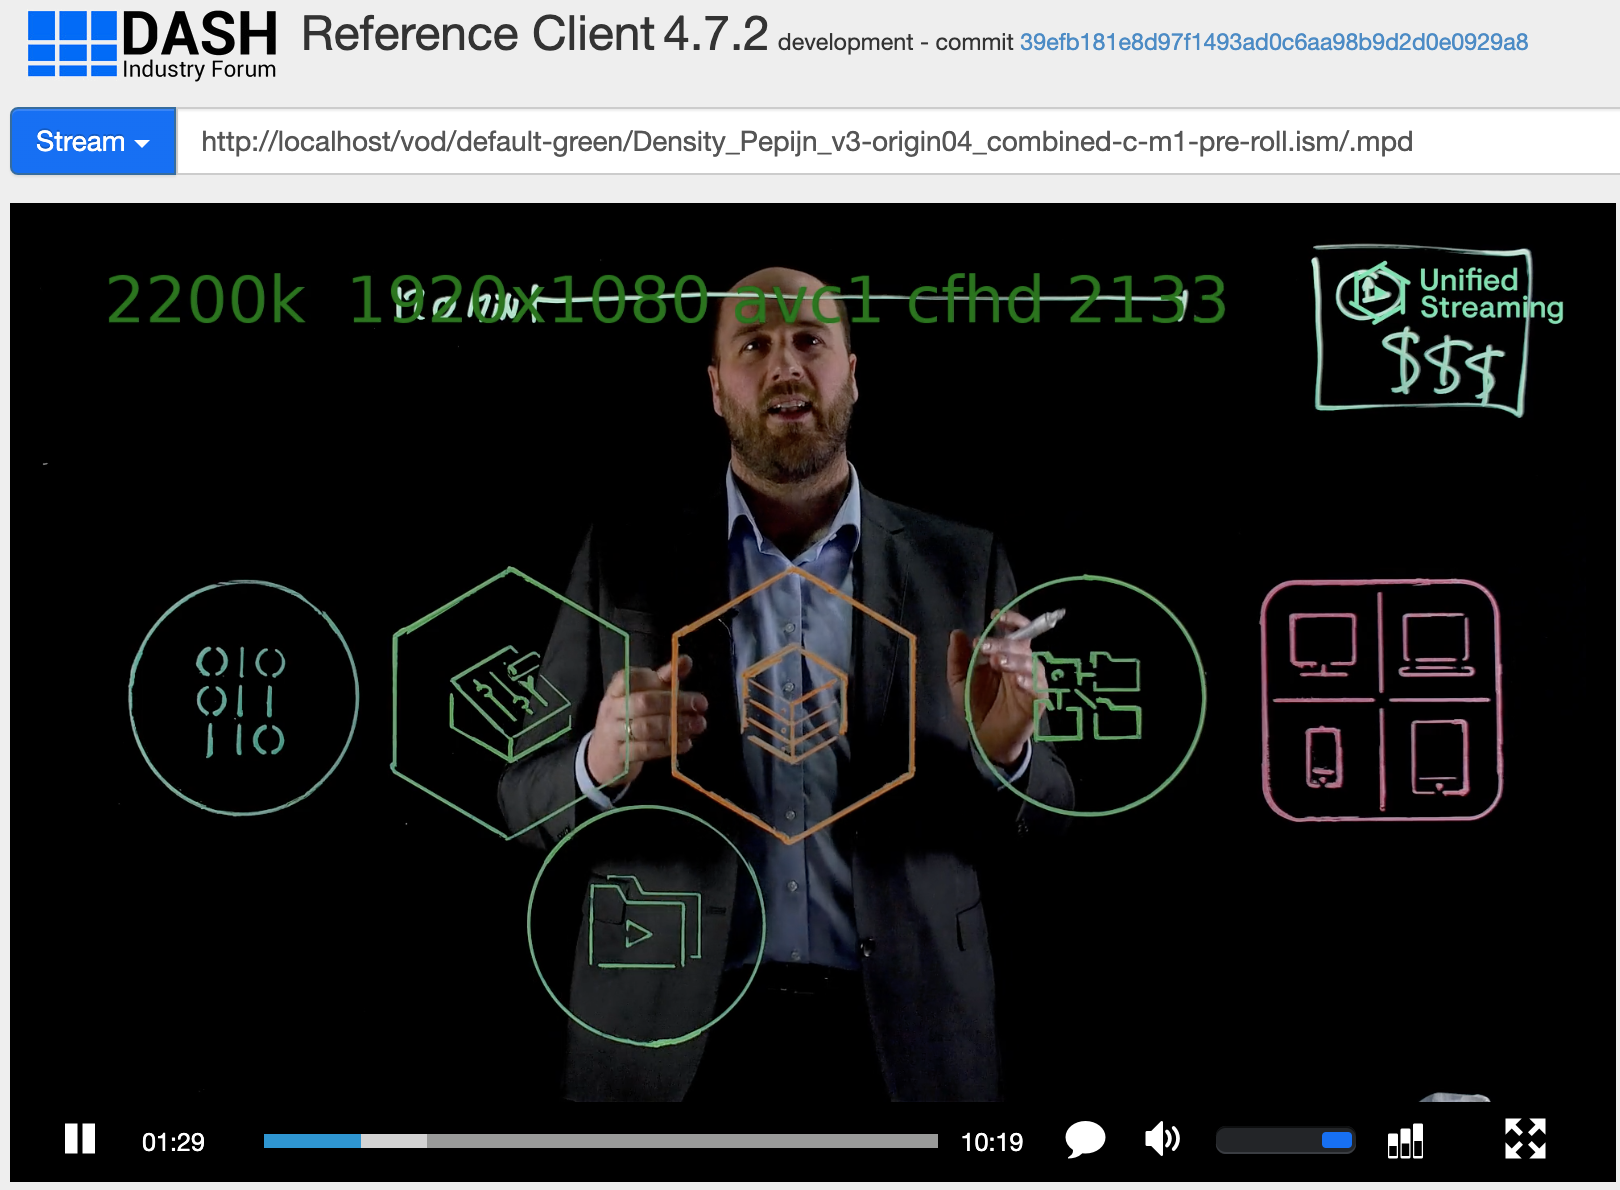 DASH
Industry Forum
Reference Client 4.7.2 development - commit 39efb181e8d97f1493ad0c6aa98b9d2d0e0929a8
Stream
http://localhost/vod/default-green/Density_Pepijn_v3-origin04_combined-c-m1-pre-roll.ism/.mpd
2200k 1920x1080 avc1 cfhd 2133
Unified
Streaming
$$$
010
011
110
01:29
10:19